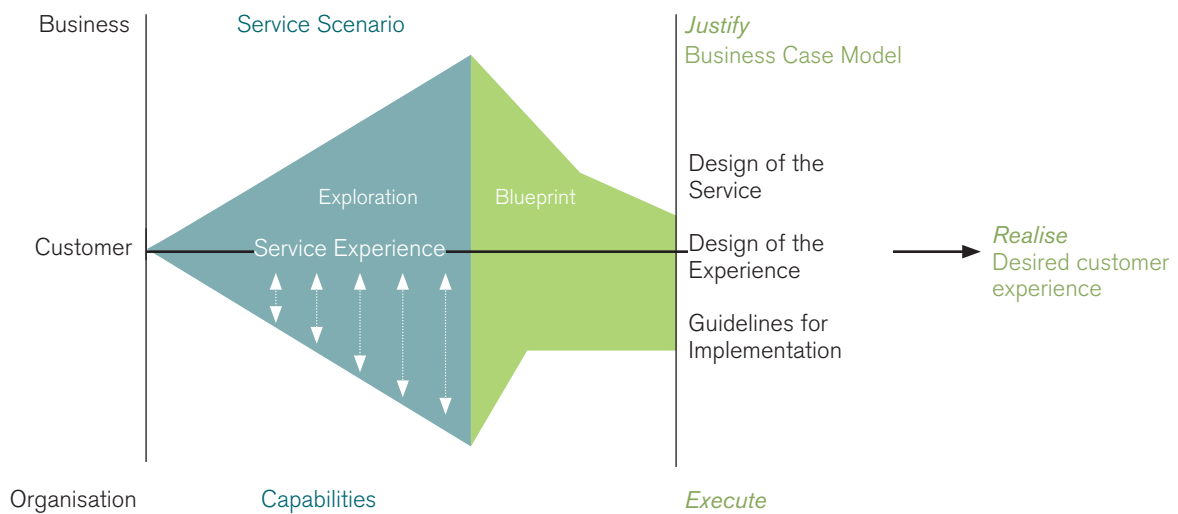 Business
Service Scenario
Justify
Business Case Model
Design of the
Service
Exploration
Blueprint
Customer
Service Experience
Design of the
Experience
Realise
Desired customer
experience
Guidelines for
Implementation
Organisation
Capabilities
Execute